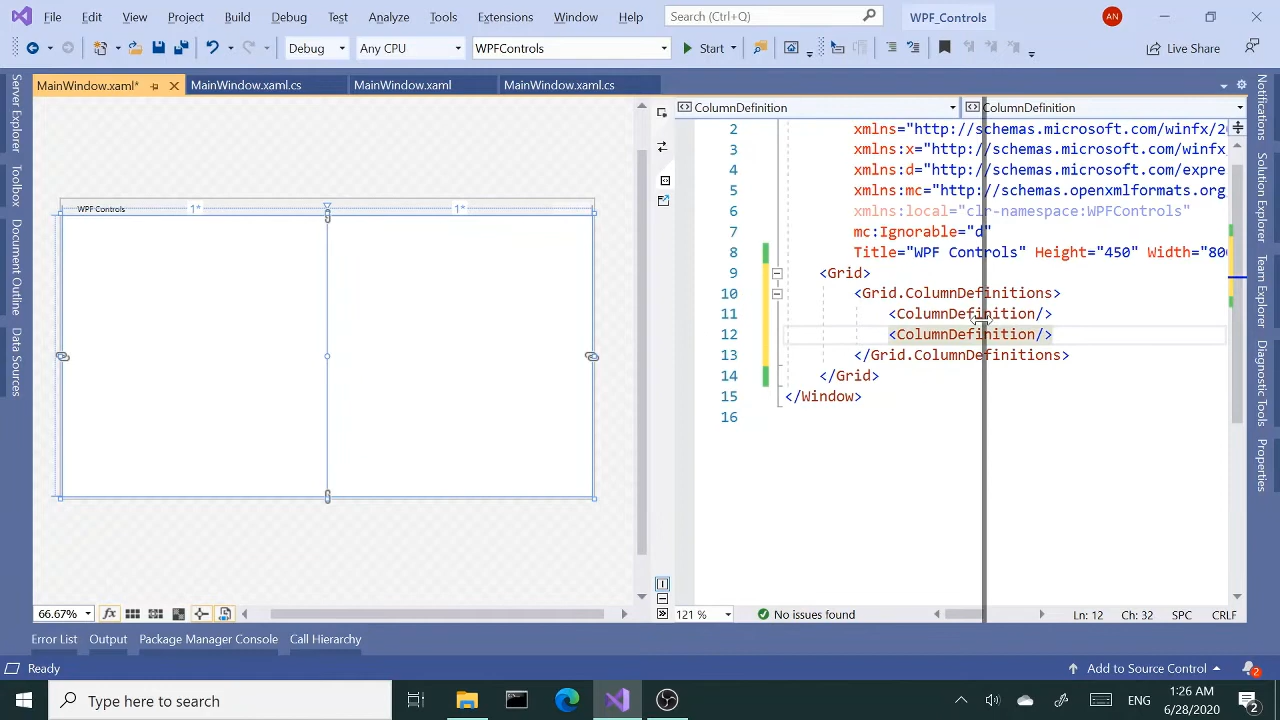 File Edit View Project Build Debug Test Analyze Tools Extensions Window Help Search (Ctrl+Q) WPF_Controls AN
Debug Any CPU WPFControls Start Live Share
MainWindow.xaml* MainWindow.xaml.cs MainWindow.xaml MainWindow.xaml.cs
Server Explorer
Toolbox
Document Outline
Data Sources
WPF Controls 1* 1*
ColumnDefinition ColumnDefinition
2 xmlns="http://schemas.microsoft.com/winfx/2
3 xmlns:x="http://schemas.microsoft.com/winfx
4 xmlns:d="http://schemas.microsoft.com/expre
5 xmlns:mc="http://schemas.openxmlformats.org
6 xmlns:local="clr-namespace:WPFControls"
7 mc:Ignorable="d"
8 Title="WPF Controls" Height="450" Width="80
9 <Grid>
10 <Grid.ColumnDefinitions>
11 <ColumnDefinition/>
12 <ColumnDefinition/>
13 </Grid.ColumnDefinitions>
14 </Grid>
15 </Window>
16
Notifications
Solution Explorer
Team Explorer
Diagnostic Tools
Properties
66.67% fx 121 % No issues found Ln: 12 Ch: 32 SPC CRLF
Error List Output Package Manager Console Call Hierarchy
Ready Add to Source Control 2
Type here to search ENG 1:26 AM
6/28/2020 2